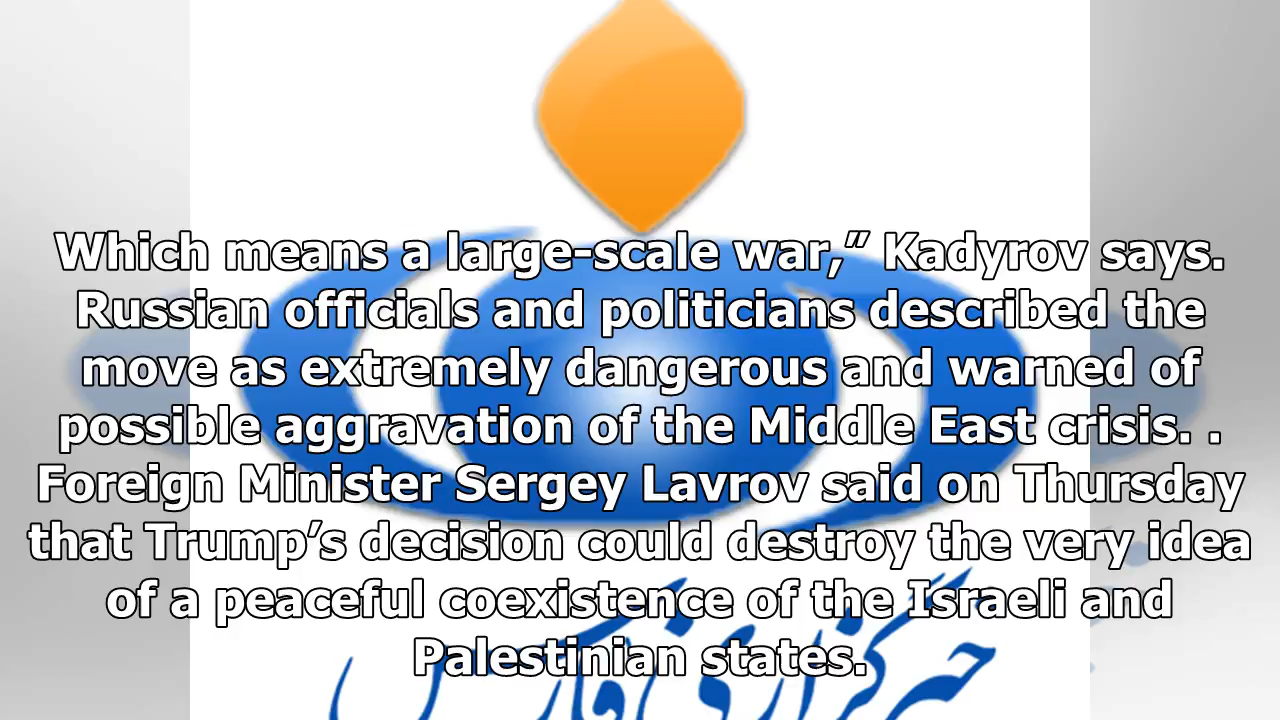 Which means a large-scale war,” Kadyrov says.
Russian officials and politicians described the
move as extremely dangerous and warned of
possible aggravation of the Middle East crisis. .
Foreign Minister Sergey Lavrov said on Thursday
that Trump’s decision could destroy the very idea
of a peaceful coexistence of the Israeli and
Palestinian states.
خبرگزاری فارس